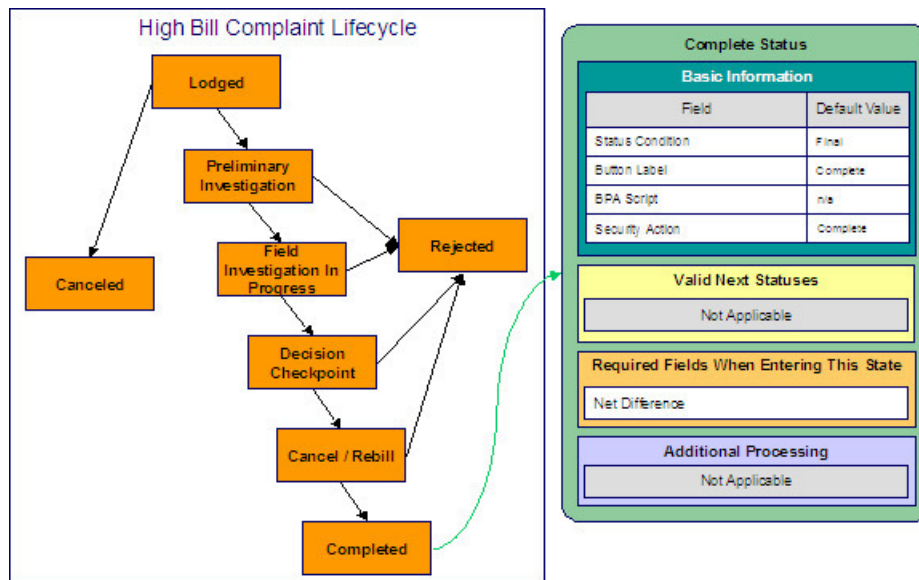 High Bill Complaint Lifecycle
Lodged
Preliminary
Investigation
Field
Investigation In
Progress
Rejected
Canceled
Decision
Checkpoint
Cancel / Rebill
Completed
Complete Status
Basic Information
Field Default Value
Status Condition Final
Button Label Complete
BPA Script n/a
Security Action Complete
Valid Next Statuses
Not Applicable
Required Fields When Entering This State
Net Difference
Additional Processing
Not Applicable